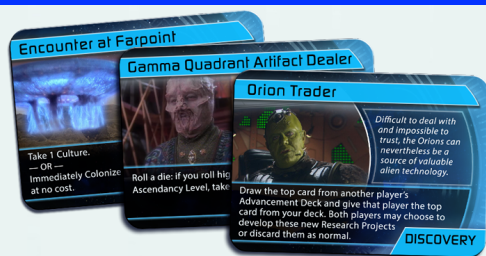 Encounter at Farpoint
Take 1 Culture.
— OR —
Immediately Colonize
at no cost.
Gamma Quadrant Artifact Dealer
Roll a die: if you roll hig
Ascendancy Level, take
Orion Trader
Difficult to deal with
and impossible to
trust, the Orions can
nevertheless be a
source of valuable
alien technology.
Draw the top card from another player's
Advancement Deck and give that player the top
card from your deck. Both players may choose to
develop these new Research Projects
or discard them as normal.
DISCOVERY